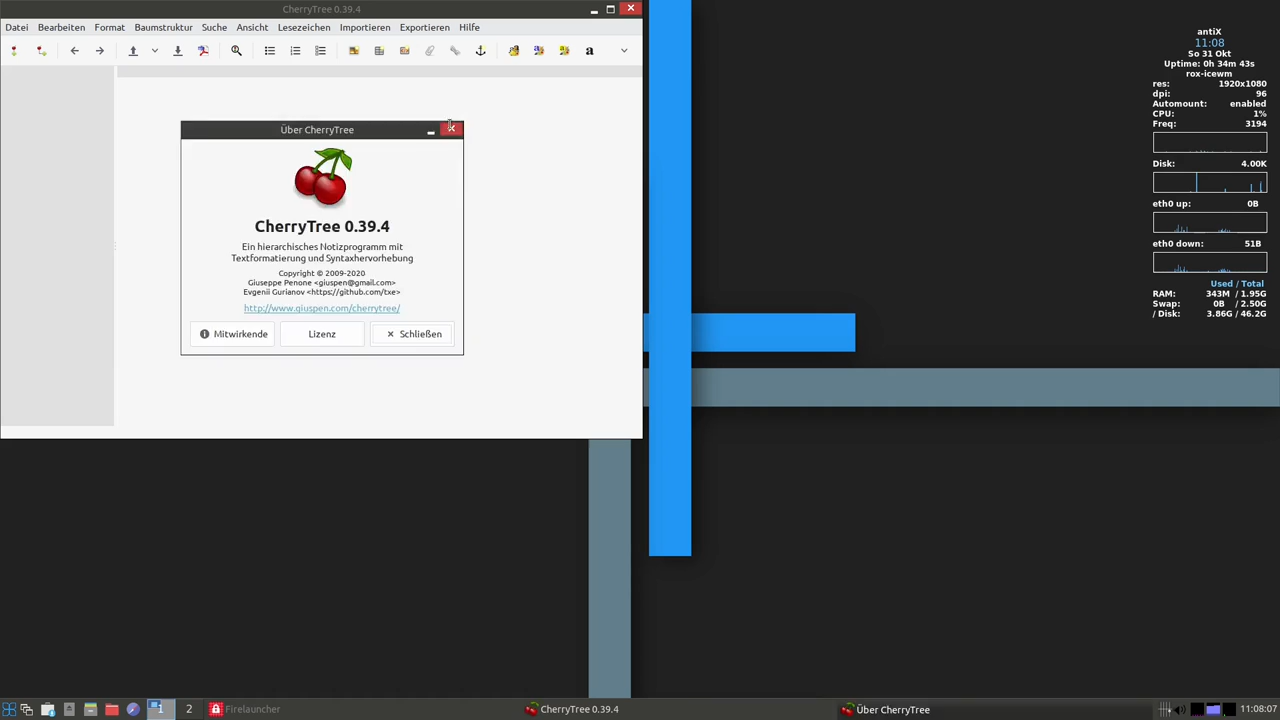 CherryTree 0.39.4
Datei Bearbeiten Format Baumstruktur Suche Ansicht Lesezeichen Importieren Exportieren Hilfe
a
Über CherryTree
CherryTree 0.39.4
Ein hierarchisches Notizprogramm mit
Textformatierung und Syntaxhervorhebung
Copyright © 2009-2020
Giuseppe Penone <giuspen@gmail.com>
Evgenii Gurianov <https://github.com/txe>
http://www.giuspen.com/cherrytree/
Mitwirkende Lizenz Schließen
antiX
11:08
So 31 Okt
Uptime: 0h 34m 43s
rox-icewm
res: 1920x1080
dpi: 96
Automount: enabled
CPU: 1%
Freq: 3194
Disk: 4.00K
eth0 up: 0B
eth0 down: 51B
Used / Total
RAM: 343M / 1.95G
Swap: 0B / 2.50G
/ Disk: 3.86G / 46.2G
1 2 Firelauncher CherryTree 0.39.4 Über CherryTree 11:08:07